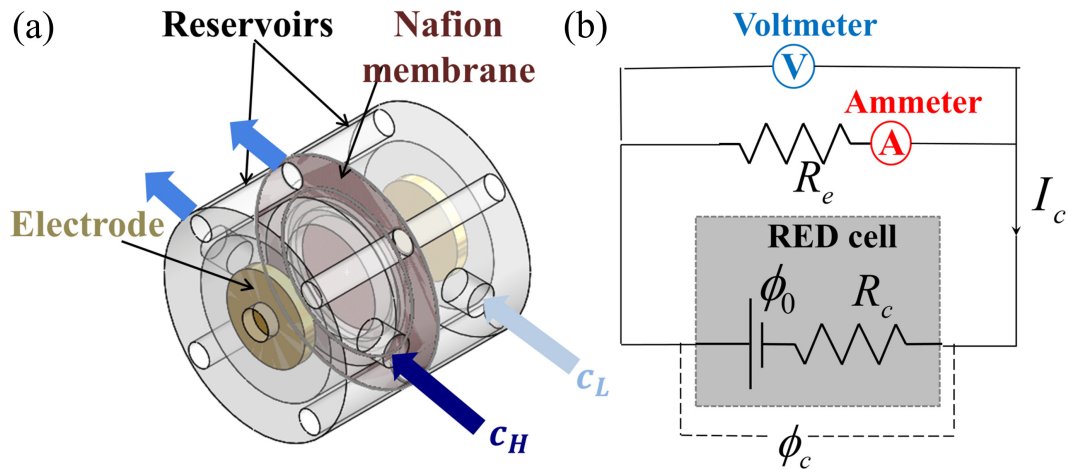 (a)
Reservoirs
Nafion
membrane
Electrode
c_L
c_H
(b)
Voltmeter
V
Ammeter
A
R_e
I_c
RED cell
ϕ_0
R_c
ϕ_c